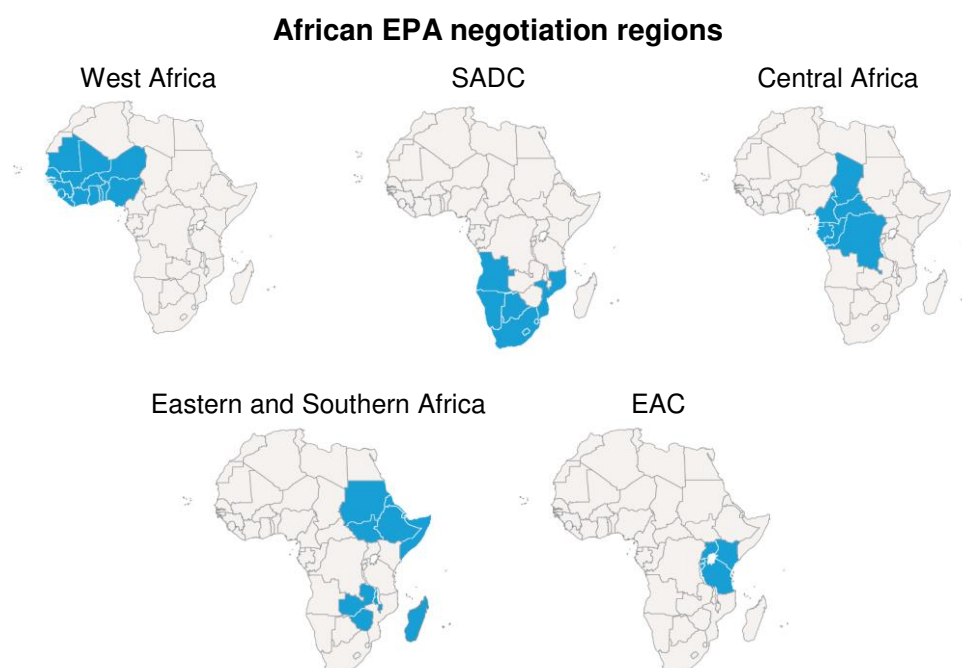 African EPA negotiation regions
West Africa
SADC
Central Africa
Eastern and Southern Africa
EAC